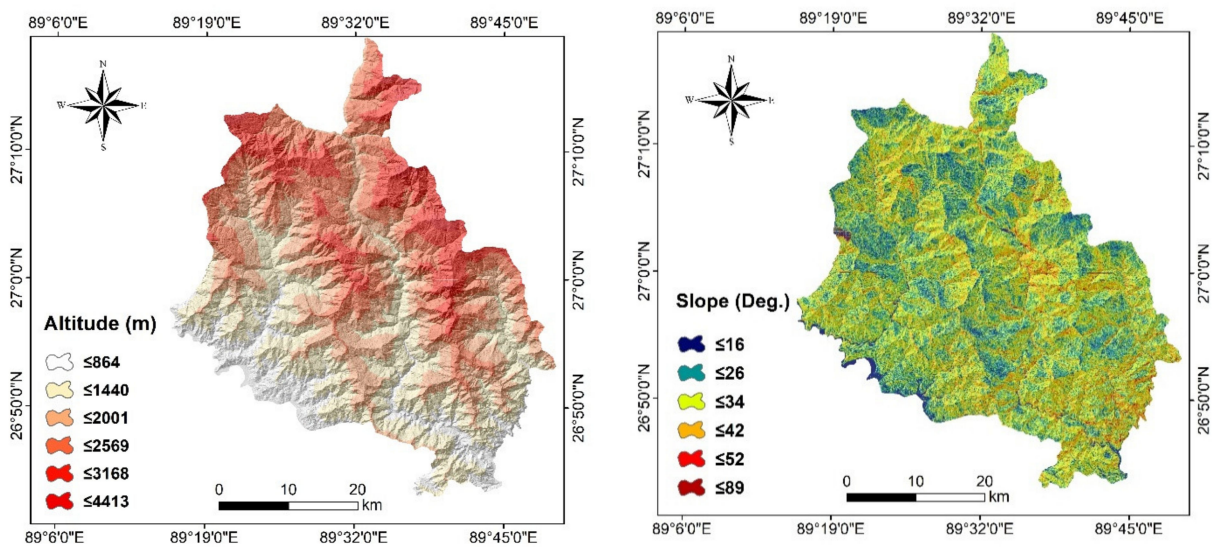 89°6'0"E 89°19'0"E 89°32'0"E 89°45'0"E
N
W E
S
27°10'0"N 27°10'0"N
27°0'0"N 27°0'0"N
26°50'0"N 26°50'0"N
Altitude (m)
≤864
≤1440
≤2001
≤2569
≤3168
≤4413
0 10 20
km
89°6'0"E 89°19'0"E 89°32'0"E 89°45'0"E
89°6'0"E 89°19'0"E 89°32'0"E 89°45'0"E
N
W E
S
27°10'0"N 27°10'0"N
27°0'0"N 27°0'0"N
26°50'0"N 26°50'0"N
Slope (Deg.)
≤16
≤26
≤34
≤42
≤52
≤89
0 10 20
km
89°6'0"E 89°19'0"E 89°32'0"E 89°45'0"E